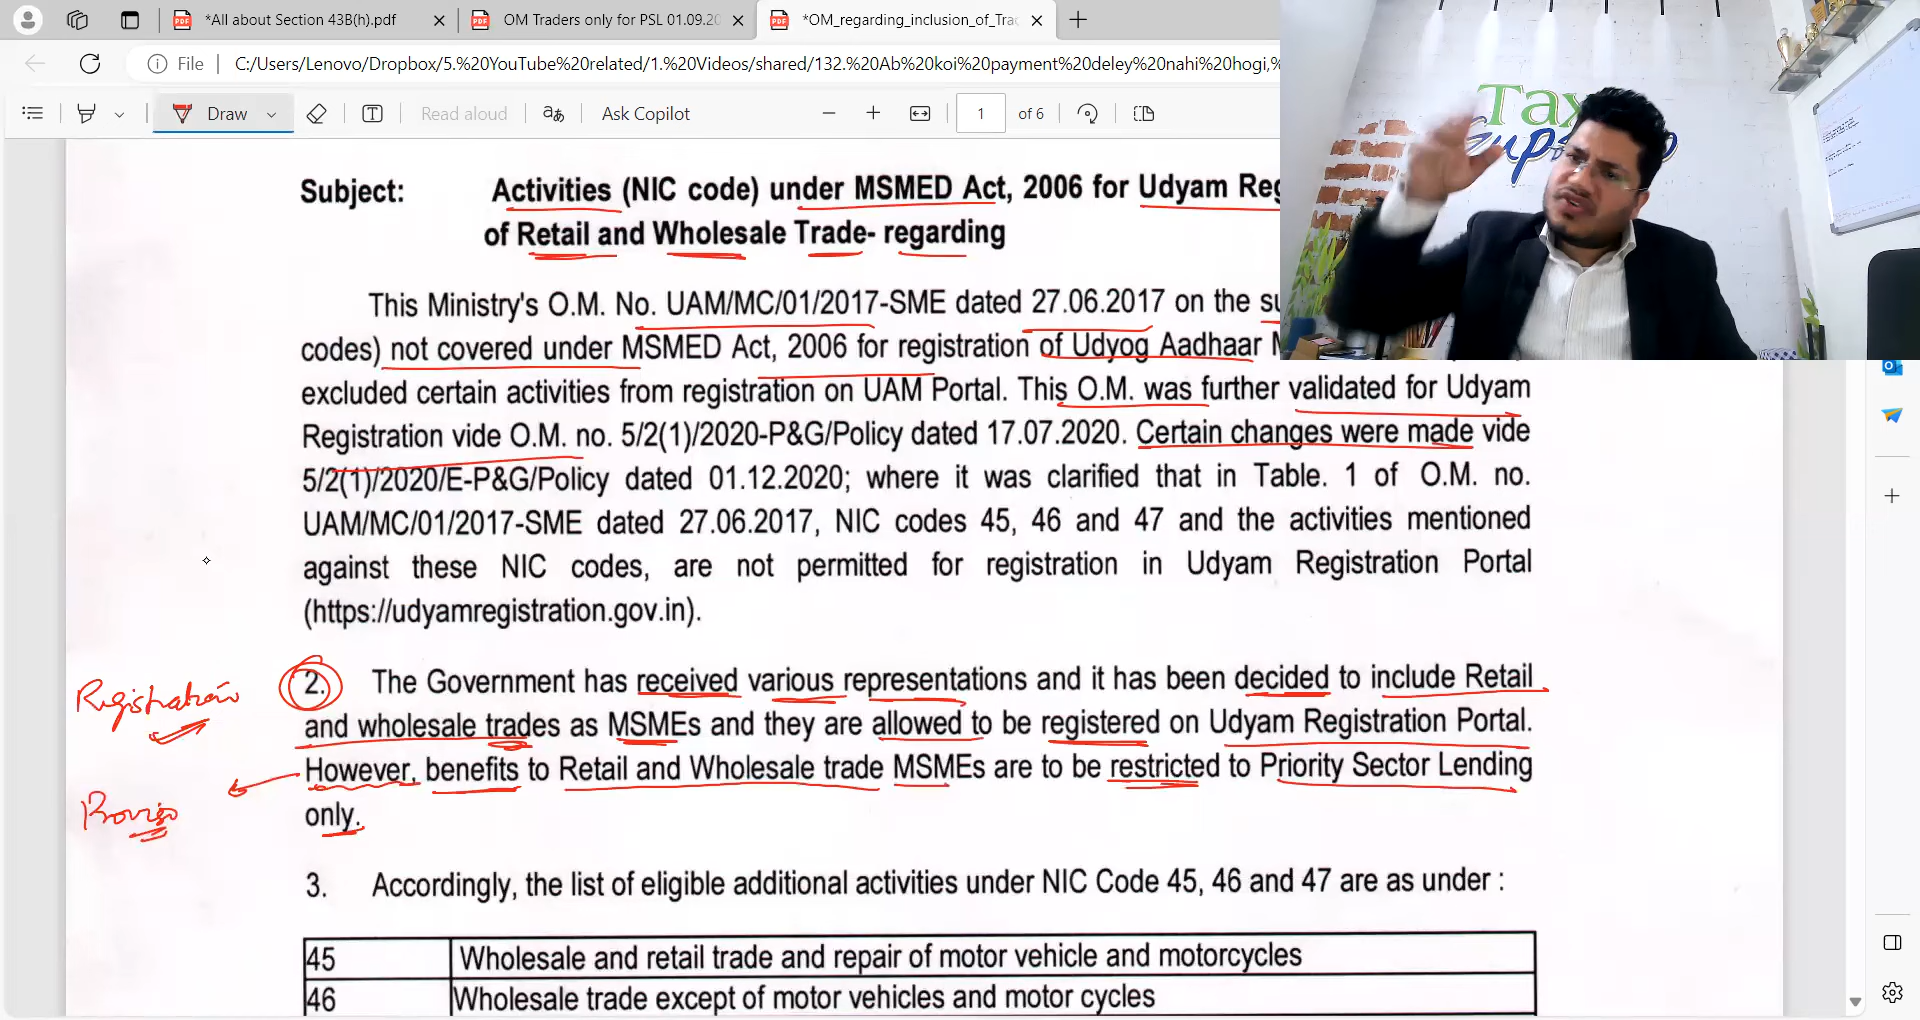 *All about Section 43B(h).pdf
OM Traders only for PSL 01.09.20
*OM_regarding_inclusion_of_Tra
File
C:/Users/Lenovo/Dropbox/5.%20YouTube%20related/1.%20Videos/shared/132.%20Ab%20koi%20payment%20deley%20nahi%20hogi,%
Draw
Read aloud
aあ
Ask Copilot
1
of 6
Tax
Subject:
Activities (NIC code) under MSMED Act, 2006 for Udyam Reg
of Retail and Wholesale Trade- regarding
This Ministry's O.M. No. UAM/MC/01/2017-SME dated 27.06.2017 on the su
codes) not covered under MSMED Act, 2006 for registration of Udyog Aadhaar
excluded certain activities from registration on UAM Portal. This O.M. was further validated for Udyam
Registration vide O.M. no. 5/2(1)/2020-P&G/Policy dated 17.07.2020. Certain changes were made vide
5/2(1)/2020/E-P&G/Policy dated 01.12.2020; where it was clarified that in Table. 1 of O.M. no.
UAM/MC/01/2017-SME dated 27.06.2017, NIC codes 45, 46 and 47 and the activities mentioned
against these NIC codes, are not permitted for registration in Udyam Registration Portal
(https://udyamregistration.gov.in).
Registration
2. The Government has received various representations and it has been decided to include Retail
and wholesale trades as MSMEs and they are allowed to be registered on Udyam Registration Portal.
However, benefits to Retail and Wholesale trade MSMEs are to be restricted to Priority Sector Lending
Proviso
only.
3. Accordingly, the list of eligible additional activities under NIC Code 45, 46 and 47 are as under :
45 Wholesale and retail trade and repair of motor vehicle and motorcycles
46 Wholesale trade except of motor vehicles and motor cycles